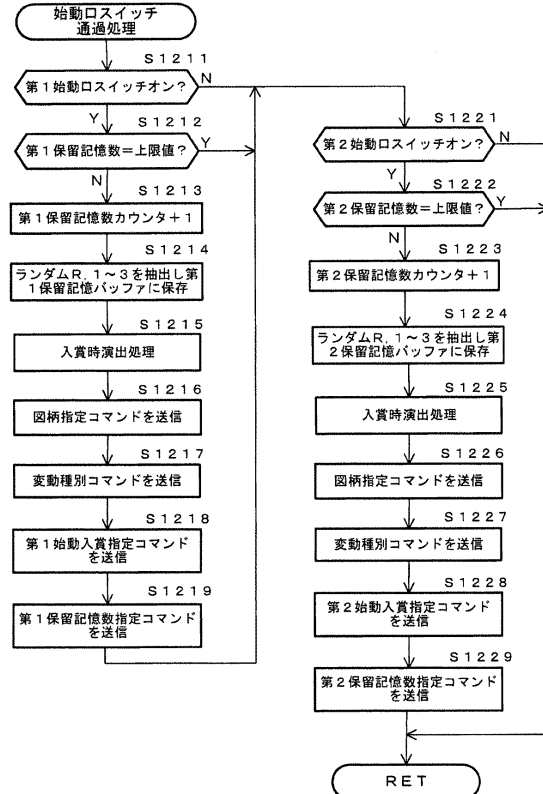 始動口スイッチ
通過処理
S1211
第1始動口スイッチオン?
N
Y
S1212
第1保留記憶数=上限値?
Y
N
S1213
第1保留記憶数カウンタ+1
S1214
ランダムR,1~3を抽出し第
1保留記憶バッファに保存
S1215
入賞時演出処理
S1216
図柄指定コマンドを送信
S1217
変動種別コマンドを送信
S1218
第1始動入賞指定コマンド
を送信
S1219
第1保留記憶数指定コマンド
を送信
S1221
第2始動口スイッチオン?
N
Y
S1222
第2保留記憶数=上限値?
Y
N
S1223
第2保留記憶数カウンタ+1
S1224
ランダムR,1~3を抽出し第
2保留記憶バッファに保存
S1225
入賞時演出処理
S1226
図柄指定コマンドを送信
S1227
変動種別コマンドを送信
S1228
第2始動入賞指定コマンド
を送信
S1229
第2保留記憶数指定コマンド
を送信
RET